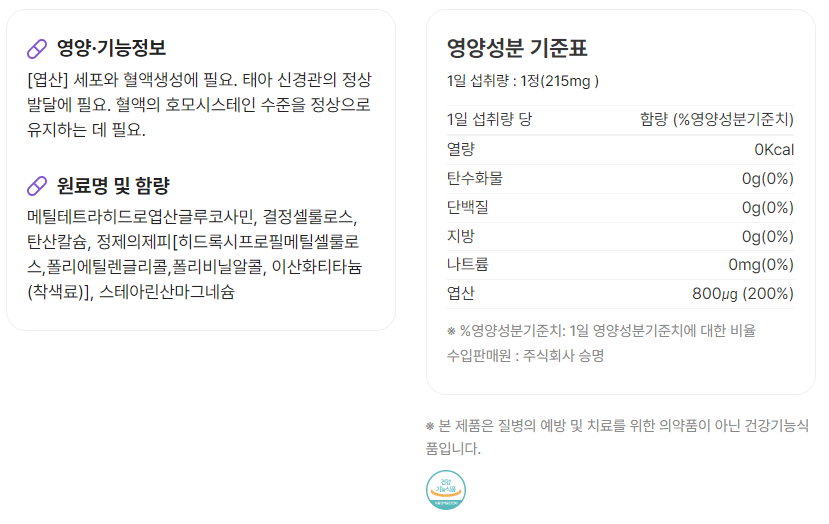 영양·기능정보
[엽산] 세포와 혈액생성에 필요. 태아 신경관의 정상
발달에 필요. 혈액의 호모시스테인 수준을 정상으로
유지하는 데 필요.
원료명 및 함량
메틸테트라히드로엽산글루코사민, 결정셀룰로스,
탄산칼슘, 정제의제피[히드록시프로필메틸셀룰로
스,폴리에틸렌글리콜,폴리비닐알콜, 이산화티타늄
(착색료)], 스테아린산마그네슘
영양성분 기준표
1일 섭취량 : 1정(215mg )
1일 섭취량 당 함량 (%영양성분기준치)
열량 0Kcal
탄수화물 0g(0%)
단백질 0g(0%)
지방 0g(0%)
나트륨 0mg(0%)
엽산 800㎍ (200%)
※ %영양성분기준치: 1일 영양성분기준치에 대한 비율
수입판매원 : 주식회사 승명
※ 본 제품은 질병의 예방 및 치료를 위한 의약품이 아닌 건강기능식
품입니다.
건강
기능식품